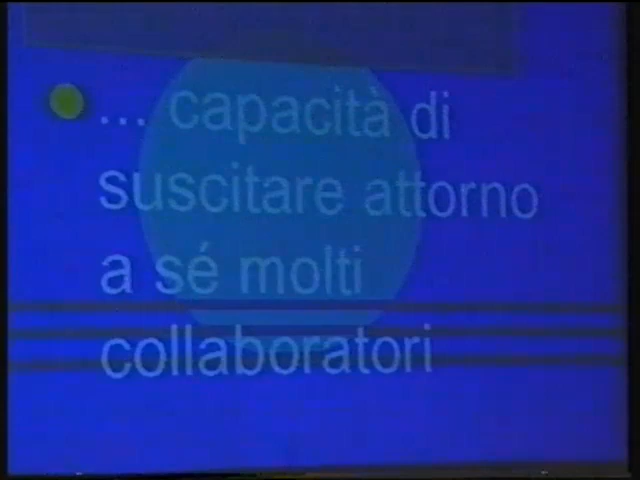 ... capacità di
suscitare attorno
a sé molti
collaboratori